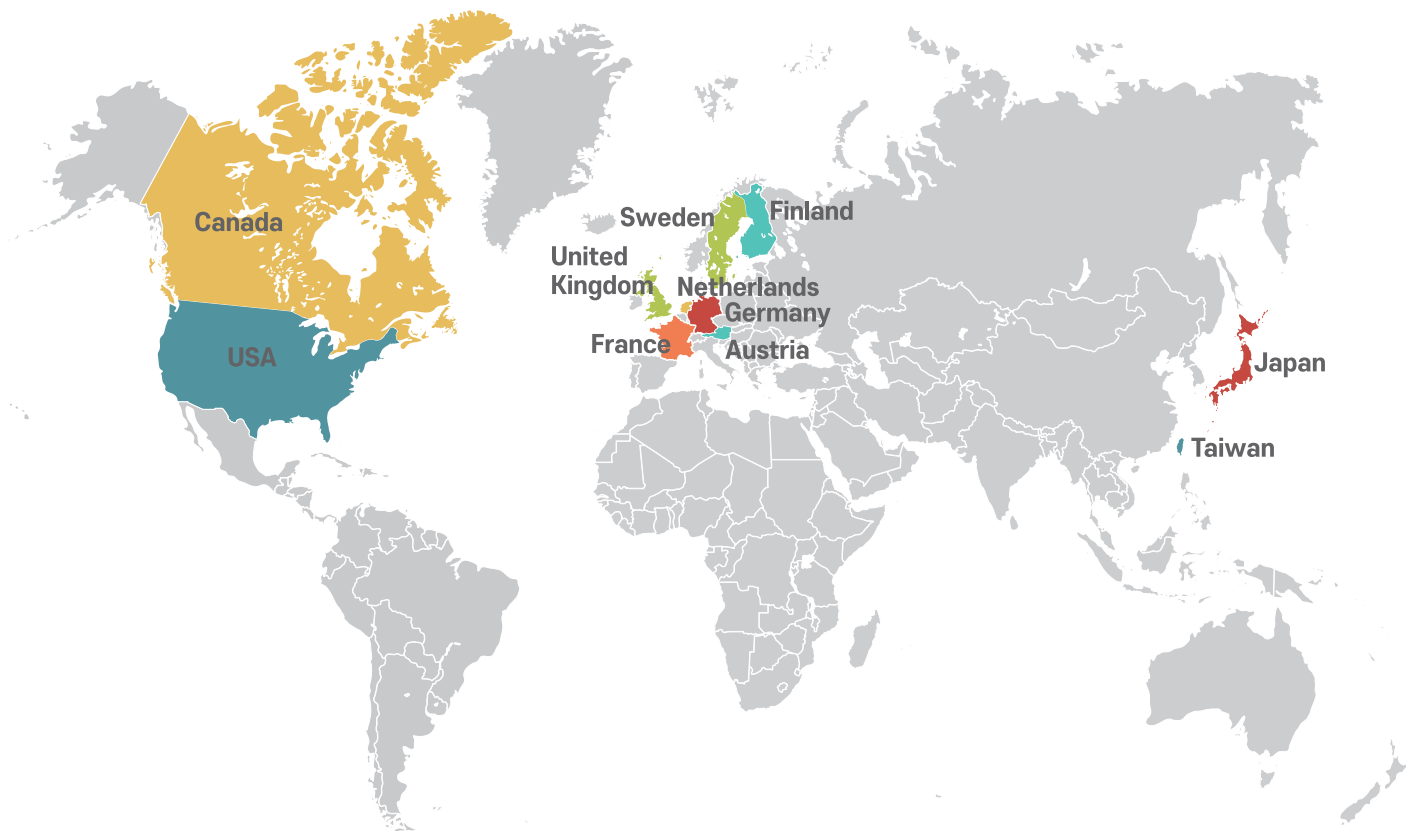 Canada
USA
Sweden
Finland
United
Kingdom
Netherlands
Germany
France
Austria
Japan
Taiwan